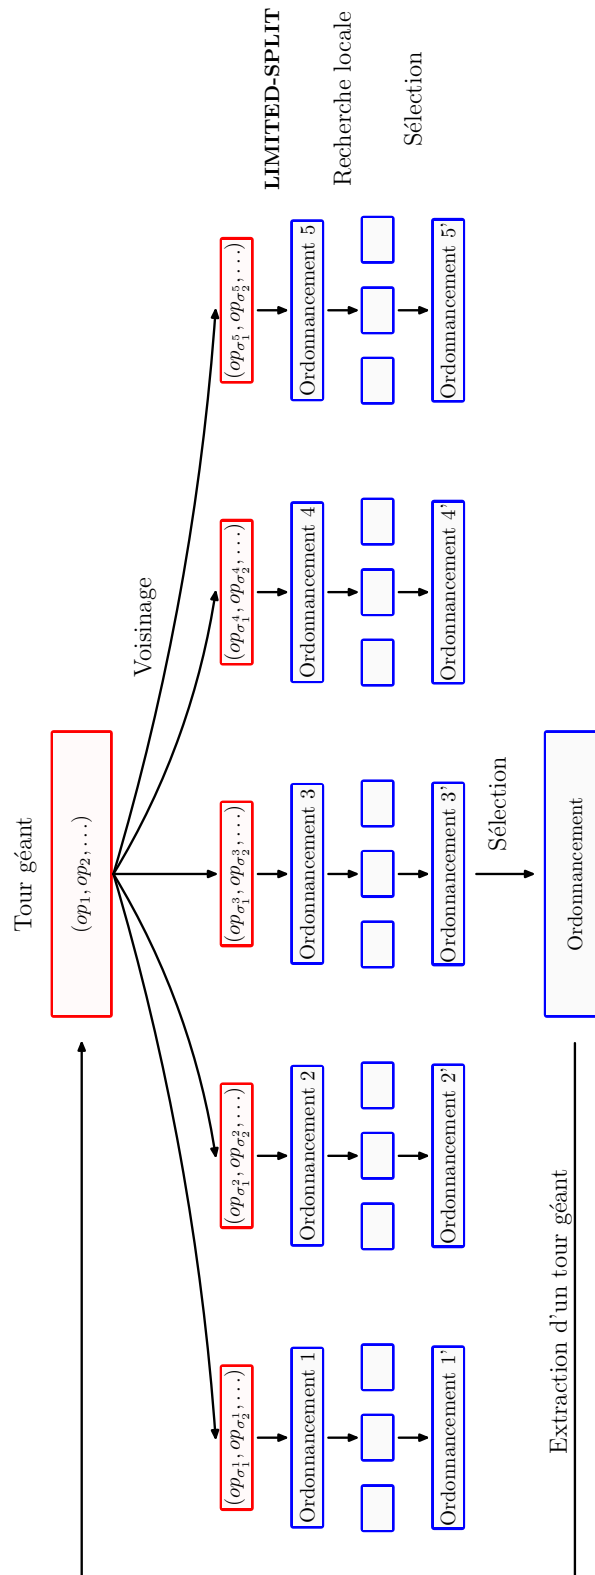 Tour géant
(op₁, op₂, …)
Voisinage
(op_{σ_1^1}, op_{σ_2^1}, …)
(op_{σ_1^2}, op_{σ_2^2}, …)
(op_{σ_1^3}, op_{σ_2^3}, …)
(op_{σ_1^4}, op_{σ_2^4}, …)
(op_{σ_1^5}, op_{σ_2^5}, …)
LIMITED-SPLIT
Ordonnancement 1
Ordonnancement 2
Ordonnancement 3
Ordonnancement 4
Ordonnancement 5
Recherche locale
Sélection
Ordonnancement 1'
Ordonnancement 2'
Ordonnancement 3'
Ordonnancement 4'
Ordonnancement 5'
Sélection
Extraction d'un tour géant
Ordonnancement